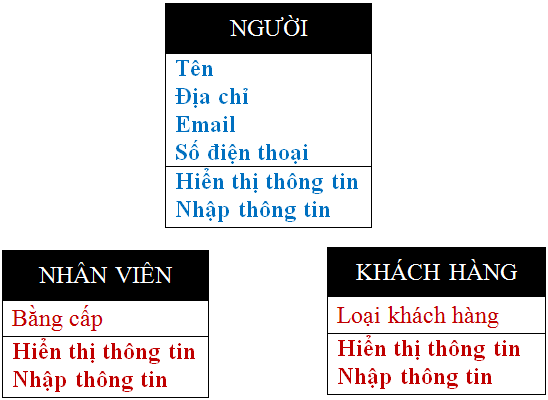 NGƯỜI
Tên
Địa chỉ
Email
Số điện thoại
Hiển thị thông tin
Nhập thông tin
NHÂN VIÊN
Bằng cấp
Hiển thị thông tin
Nhập thông tin
KHÁCH HÀNG
Loại khách hàng
Hiển thị thông tin
Nhập thông tin